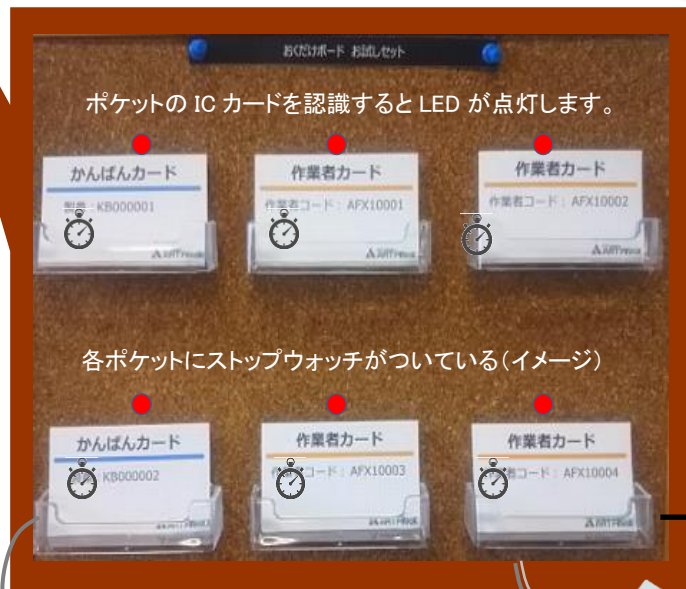 おくだけボード お試しセット
ポケットの IC カードを認識すると LED が点灯します。
かんばんカード
作業者カード
作業者カード
:KB000001
作業者コード: AFX10001
作業者コード: AFX10002
各ポケットにストップウォッチがついている(イメージ)
かんばんカード
作業者カード
作業者カード
:KB000002
コード: AFX10003
業者コード: AFX10004